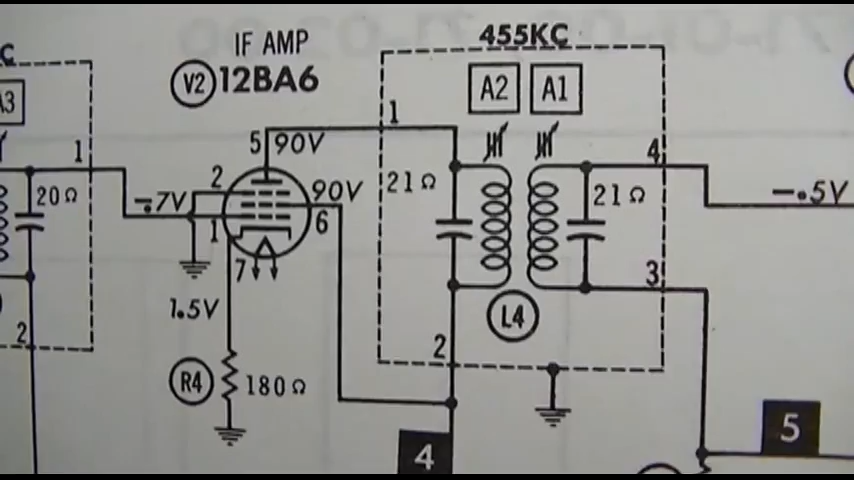 C
455KC
IF AMP
V2
12BA6
A3
A2
A1
1
5
90V
1
4
20Ω
2
90V
21Ω
21Ω
-.7V
-.5V
1
6
7
3
1.5V
L4
2
2
R4
180Ω
4
5